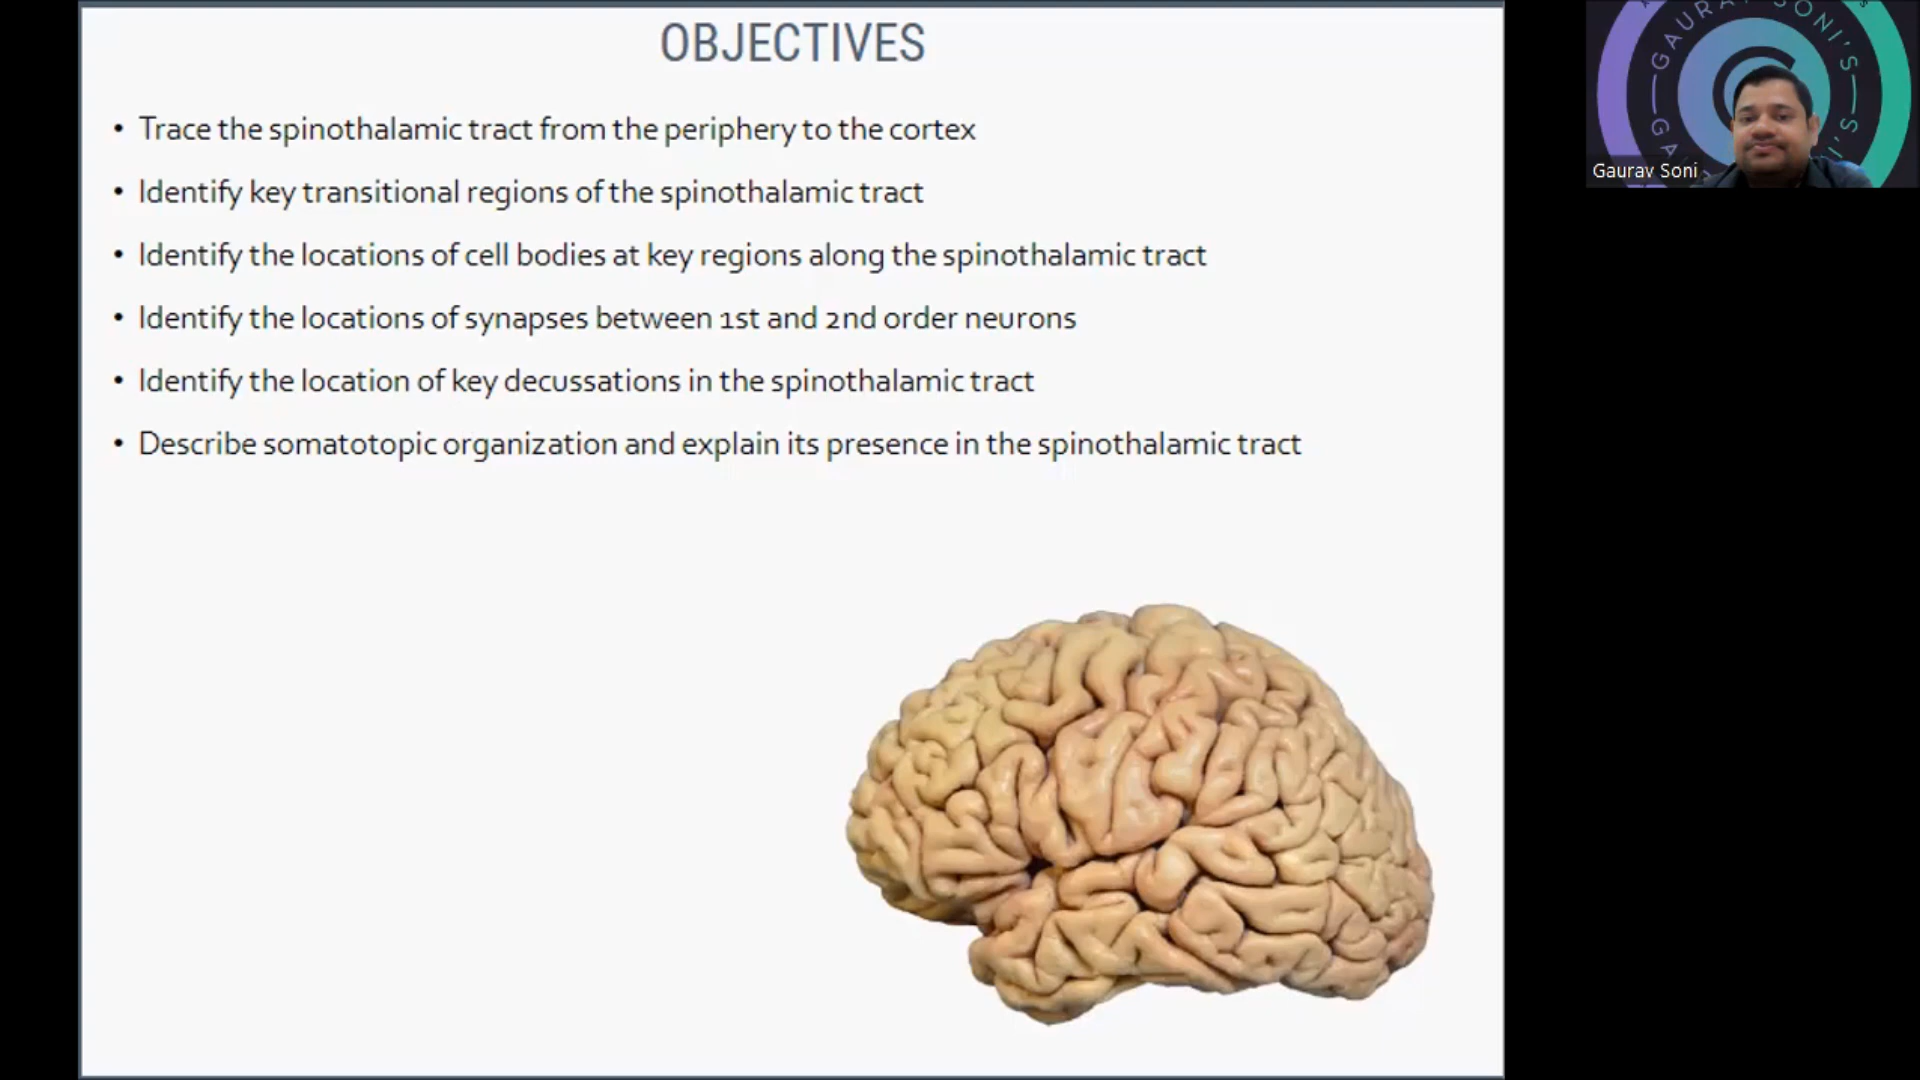 OBJECTIVES
• Trace the spinothalamic tract from the periphery to the cortex
• Identify key transitional regions of the spinothalamic tract
• Identify the locations of cell bodies at key regions along the spinothalamic tract
• Identify the locations of synapses between 1st and 2nd order neurons
• Identify the location of key decussations in the spinothalamic tract
• Describe somatotopic organization and explain its presence in the spinothalamic tract
SONI'S
Gaurav Soni